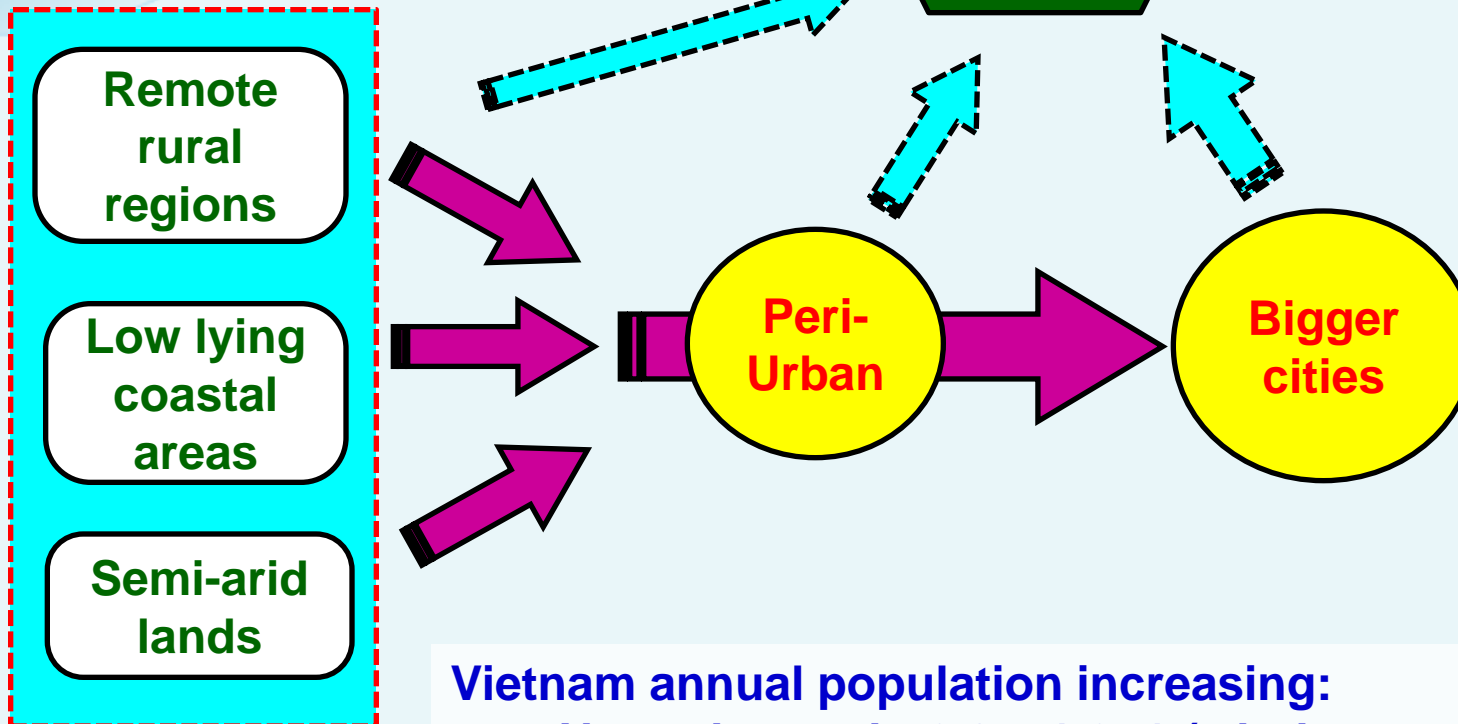 Remote
rural
regions
Low lying
coastal
areas
Semi-arid
lands
Peri-
Urban
Bigger
cities
Vietnam annual population increasing: